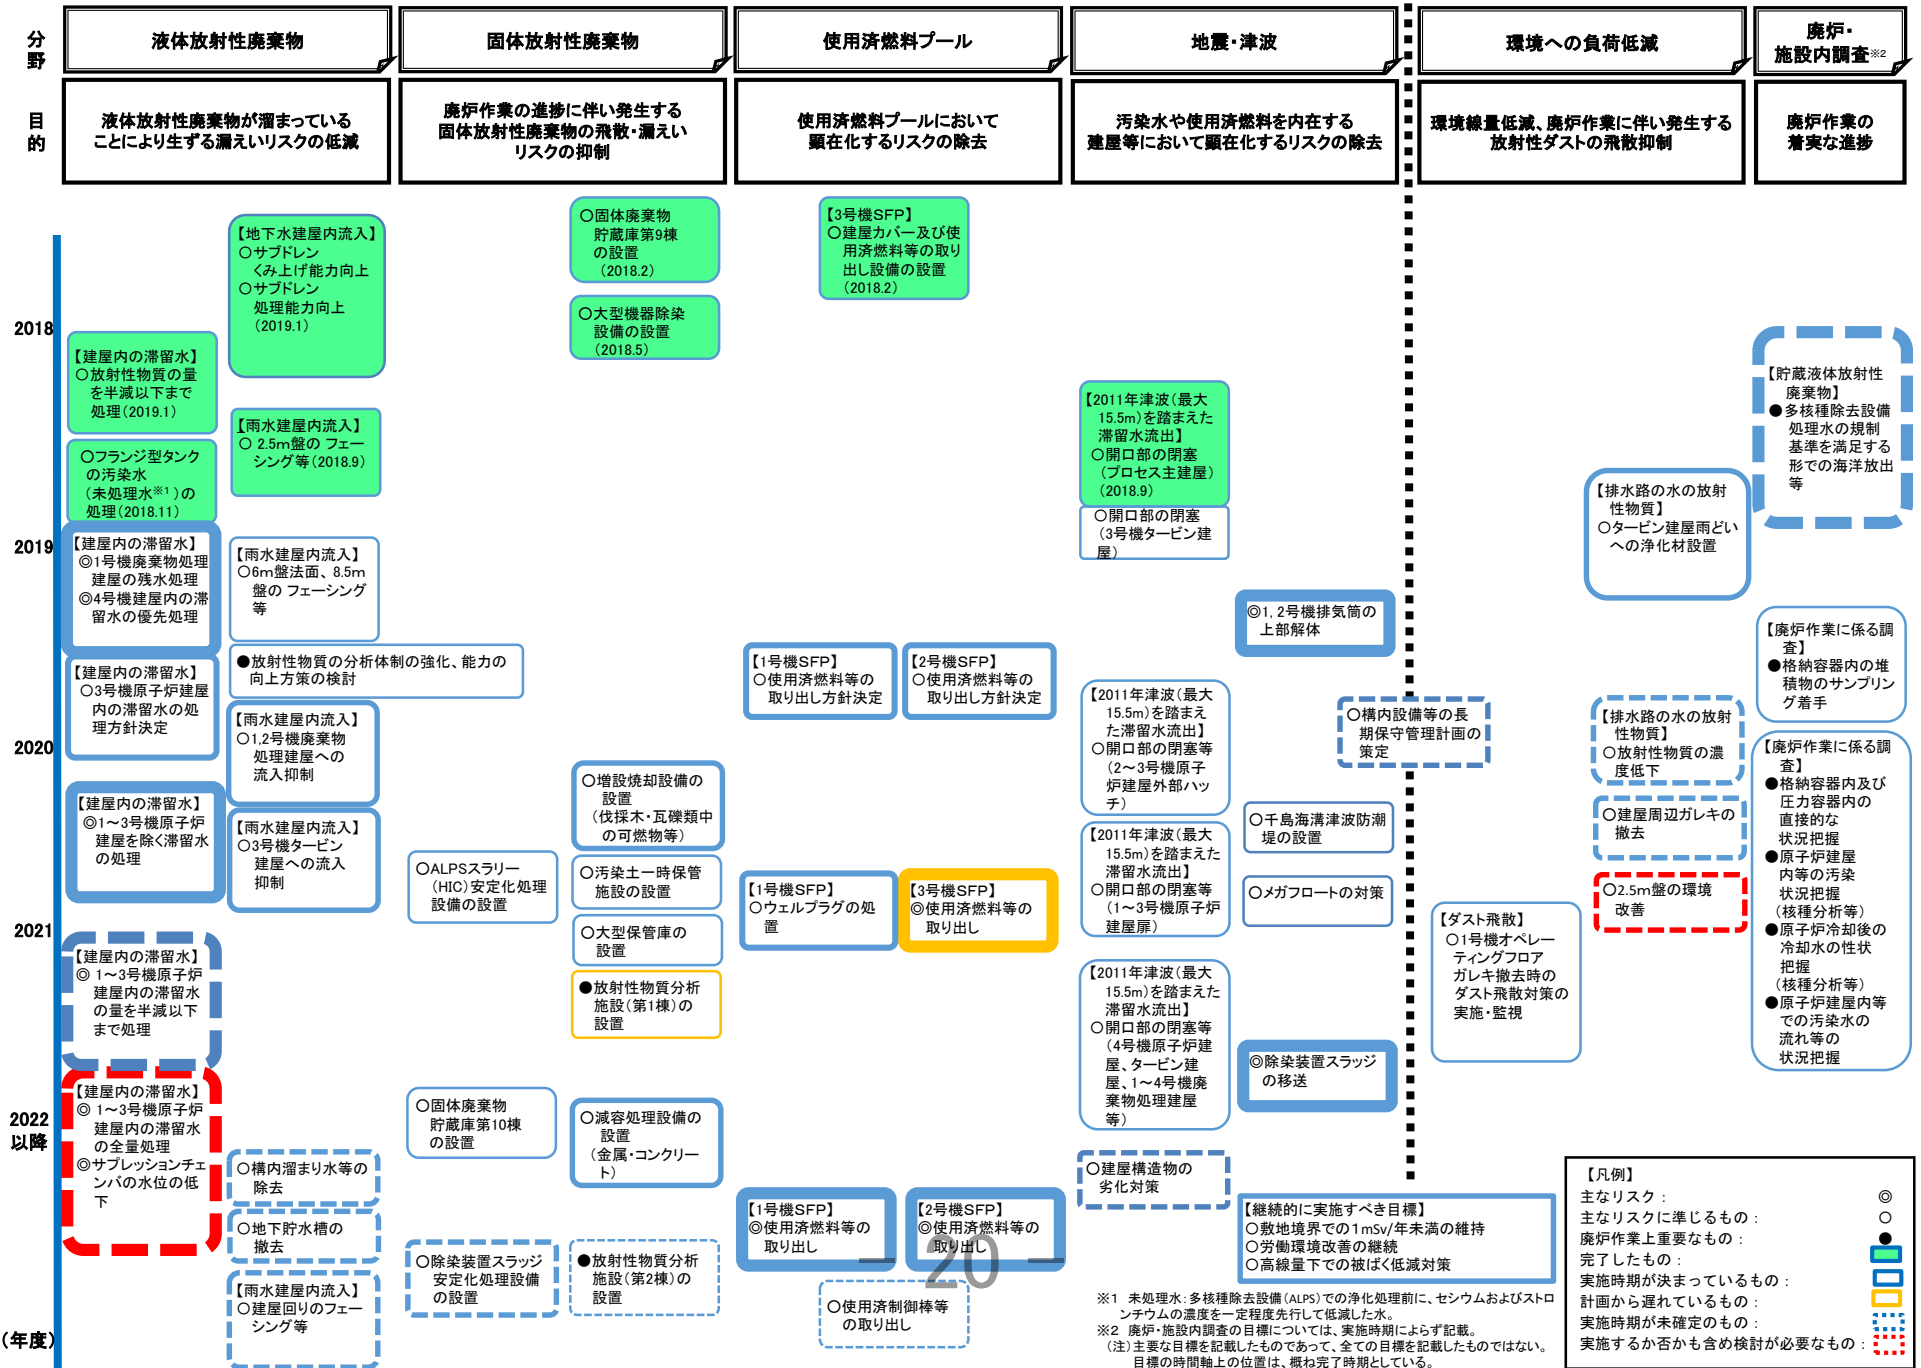 分野
液体放射性廃棄物
固体放射性廃棄物
使用済燃料プール
地震・津波
環境への負荷低減
廃炉・
施設内調査※2
目的
液体放射性廃棄物が溜まっている
ことにより生ずる漏えいリスクの低減
廃炉作業の進捗に伴い発生する
固体放射性廃棄物の飛散・漏えい
リスクの抑制
使用済燃料プールにおいて
顕在化するリスクの除去
汚染水や使用済燃料を内在する
建屋等において顕在化するリスクの除去
環境線量低減、廃炉作業に伴い発生する
放射性ダストの飛散抑制
廃炉作業の
着実な進捗
2018
2019
2020
2021
2022
以降
(年度)
【建屋内の滞留水】
○放射性物質の量
を半減以下まで
処理(2019.1)
○フランジ型タンク
の汚染水
(未処理水※1)の
処理(2018.11)
【建屋内の滞留水】
◎1号機廃棄物処理
建屋の残水処理
◎4号機建屋内の滞
留水の優先処理
【建屋内の滞留水】
○3号機原子炉建屋
内の滞留水の処
理方針決定
【建屋内の滞留水】
◎1～3号機原子炉
建屋を除く滞留水
の処理
【建屋内の滞留水】
◎ 1～3号機原子炉
建屋内の滞留水
の量を半減以下
まで処理
【建屋内の滞留水】
◎ 1～3号機原子炉
建屋内の滞留水
の全量処理
◎サプレッションチェ
ンバの水位の低
下
【地下水建屋内流入】
○サブドレン
くみ上げ能力向上
○サブドレン
処理能力向上
(2019.1)
【雨水建屋内流入】
○ 2.5m盤の フェー
シング等(2018.9)
【雨水建屋内流入】
○6m盤法面、8.5m
盤の フェーシング
等
●放射性物質の分析体制の強化、能力の
向上方策の検討
【雨水建屋内流入】
○1,2号機廃棄物
処理建屋への
流入抑制
【雨水建屋内流入】
○3号機タービン
建屋への流入
抑制
○構内溜まり水等の
除去
○地下貯水槽の
撤去
【雨水建屋内流入】
○建屋回りのフェー
シング等
○固体廃棄物
貯蔵庫第9棟
の設置
(2018.2)
○大型機器除染
設備の設置
(2018.5)
○増設焼却設備の
設置
(伐採木・瓦礫類中
の可燃物等)
○ALPSスラリー
(HIC)安定化処理
設備の設置
○汚染土一時保管
施設の設置
○大型保管庫の
設置
●放射性物質分析
施設(第1棟)の
設置
○固体廃棄物
貯蔵庫第10棟
の設置
○減容処理設備の
設置
(金属・コンクリー
ト)
○除染装置スラッジ
安定化処理設備
の設置
●放射性物質分析
施設(第2棟)の
設置
【3号機SFP】
○建屋カバー及び使
用済燃料等の取り
出し設備の設置
(2018.2)
【1号機SFP】
○使用済燃料等の
取り出し方針決定
【2号機SFP】
○使用済燃料等の
取り出し方針決定
【1号機SFP】
○ウェルプラグの処
置
【3号機SFP】
◎使用済燃料等の
取り出し
【1号機SFP】
◎使用済燃料等の
取り出し
【2号機SFP】
◎使用済燃料等の
取り出し
○使用済制御棒等
の取り出し
【2011年津波(最大
15.5m)を踏まえた
滞留水流出】
○開口部の閉塞
(プロセス主建屋)
(2018.9)
○開口部の閉塞
(3号機タービン建
屋)
◎1,2号機排気筒の
上部解体
【2011年津波(最大
15.5m)を踏まえ
た滞留水流出】
○開口部の閉塞等
(2～3号機原子
炉建屋外部ハッ
チ)
○構内設備等の長
期保守管理計画の
策定
○千島海溝津波防潮
堤の設置
【2011年津波(最大
15.5m)を踏まえた
滞留水流出】
○開口部の閉塞等
(1～3号機原子炉
建屋扉)
○メガフロートの対策
【2011年津波(最大
15.5m)を踏まえた
滞留水流出】
○開口部の閉塞等
(4号機原子炉建
屋、タービン建
屋、1～4号機廃
棄物処理建屋
等)
◎除染装置スラッジ
の移送
○建屋構造物の
劣化対策
【継続的に実施すべき目標】
○敷地境界での1mSv/年未満の維持
○労働環境改善の継続
○高線量下での被ばく低減対策
【排水路の水の放射
性物質】
○タービン建屋雨どい
への浄化材設置
【排水路の水の放射
性物質】
○放射性物質の濃
度低下
○建屋周辺ガレキの
撤去
○2.5m盤の環境
改善
【ダスト飛散】
○1号機オペレー
ティングフロア
ガレキ撤去時の
ダスト飛散対策の
実施・監視
【貯蔵液体放射性
廃棄物】
●多核種除去設備
処理水の規制
基準を満足する
形での海洋放出
等
【廃炉作業に係る調
査】
●格納容器内の堆
積物のサンプリン
グ着手
【廃炉作業に係る調
査】
●格納容器内及び
圧力容器内の
直接的な
状況把握
●原子炉建屋
内等の汚染
状況把握
(核種分析等)
●原子炉冷却後の
冷却水の性状
把握
(核種分析等)
●原子炉建屋内等
での汚染水の
流れ等の
状況把握
【凡例】
主なリスク： ◎
主なリスクに準じるもの： ○
廃炉作業上重要なもの： ●
完了したもの：
実施時期が決まっているもの：
計画から遅れているもの：
実施時期が未確定のもの：
実施するか否かも含め検討が必要なもの：
※1 未処理水：多核種除去設備(ALPS)での浄化処理前に、セシウムおよびストロ
ンチウムの濃度を一定程度先行して低減した水。
※2 廃炉・施設内調査の目標については、実施時期によらず記載。
(注)主要な目標を記載したものであって、全ての目標を記載したものではない。
目標の時間軸上の位置は、概ね完了時期としている。
― 20 ―